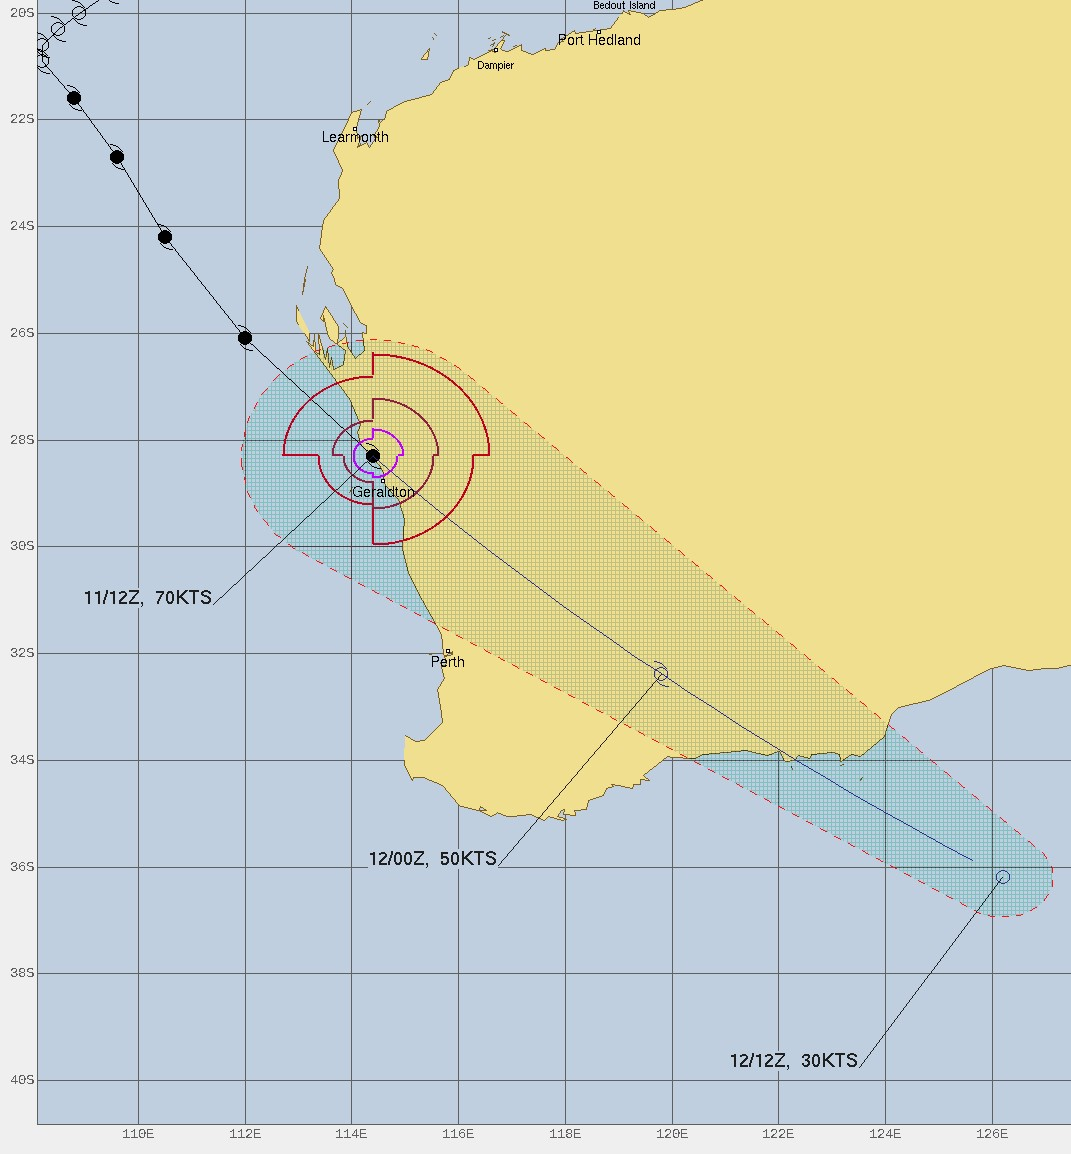 Bedout Island
20S
Port Hedland
Dampier
22S
Learmonth
24S
26S
28S
Geraldton
30S
11/12Z, 70KTS
32S
Perth
34S
12/00Z, 50KTS
36S
38S
12/12Z, 30KTS
40S
110E 112E 114E 116E 118E 120E 122E 124E 126E